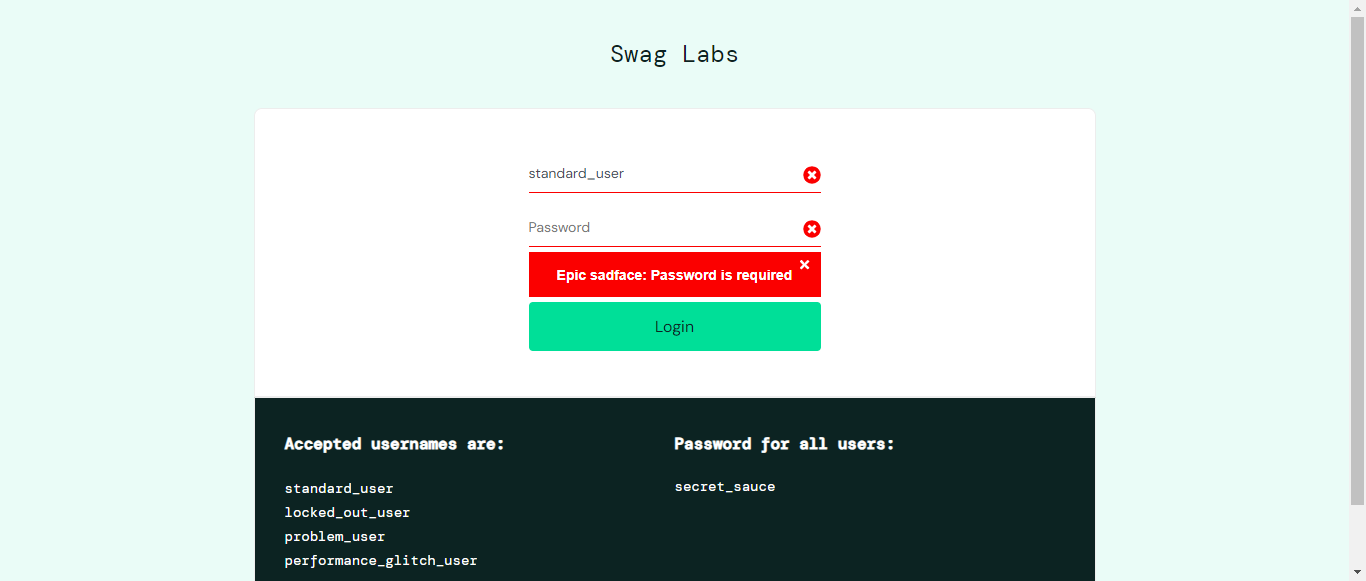 Swag Labs
standard_user
Password
Epic sadface: Password is required
Login
Accepted usernames are:
standard_user
locked_out_user
problem_user
performance_glitch_user
Password for all users:
secret_sauce